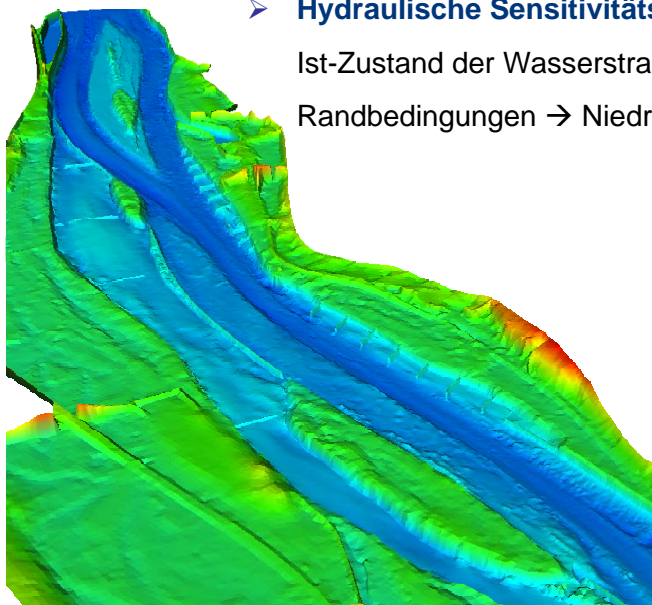 ➢ Hydraulische Sensitivitäts
Ist-Zustand der Wasserstra
Randbedingungen → Niedr